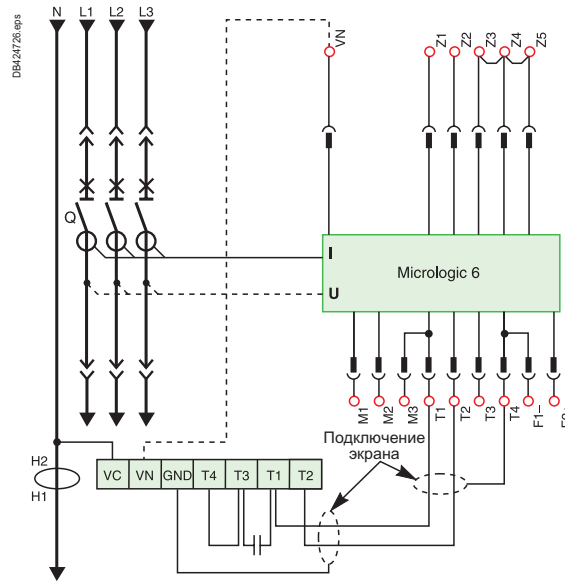 DB424726.eps
N L1 L2 L3
VN Z1 Z2 Z3 Z4 Z5
Q
I
Micrologic 6
U
M1 M2 M3 T1 T2 T3 T4 F1–
Подключение
экрана
H2
H1
VC VN GND T4 T3 T1 T2